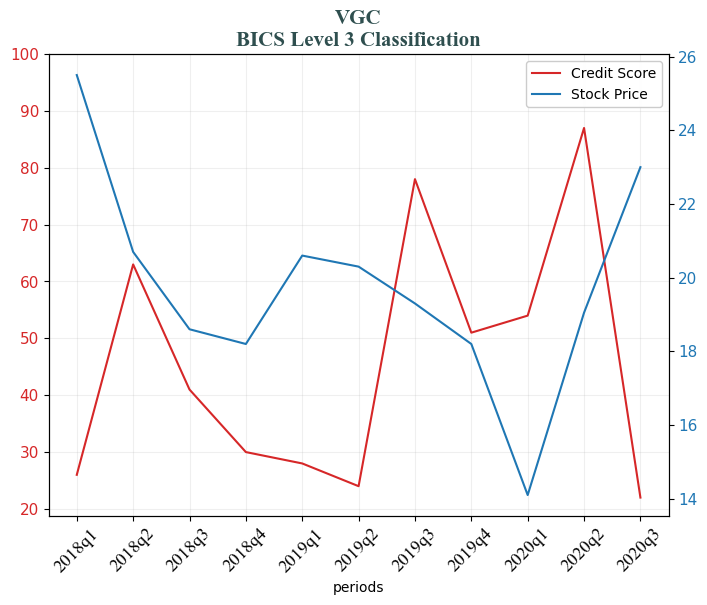 VGC
BICS Level 3 Classification
Credit Score
Stock Price
100
90
80
70
60
50
40
30
20
26
24
22
20
18
16
14
2018q1
2018q2
2018q3
2018q4
2019q1
2019q2
2019q3
2019q4
2020q1
2020q2
2020q3
periods